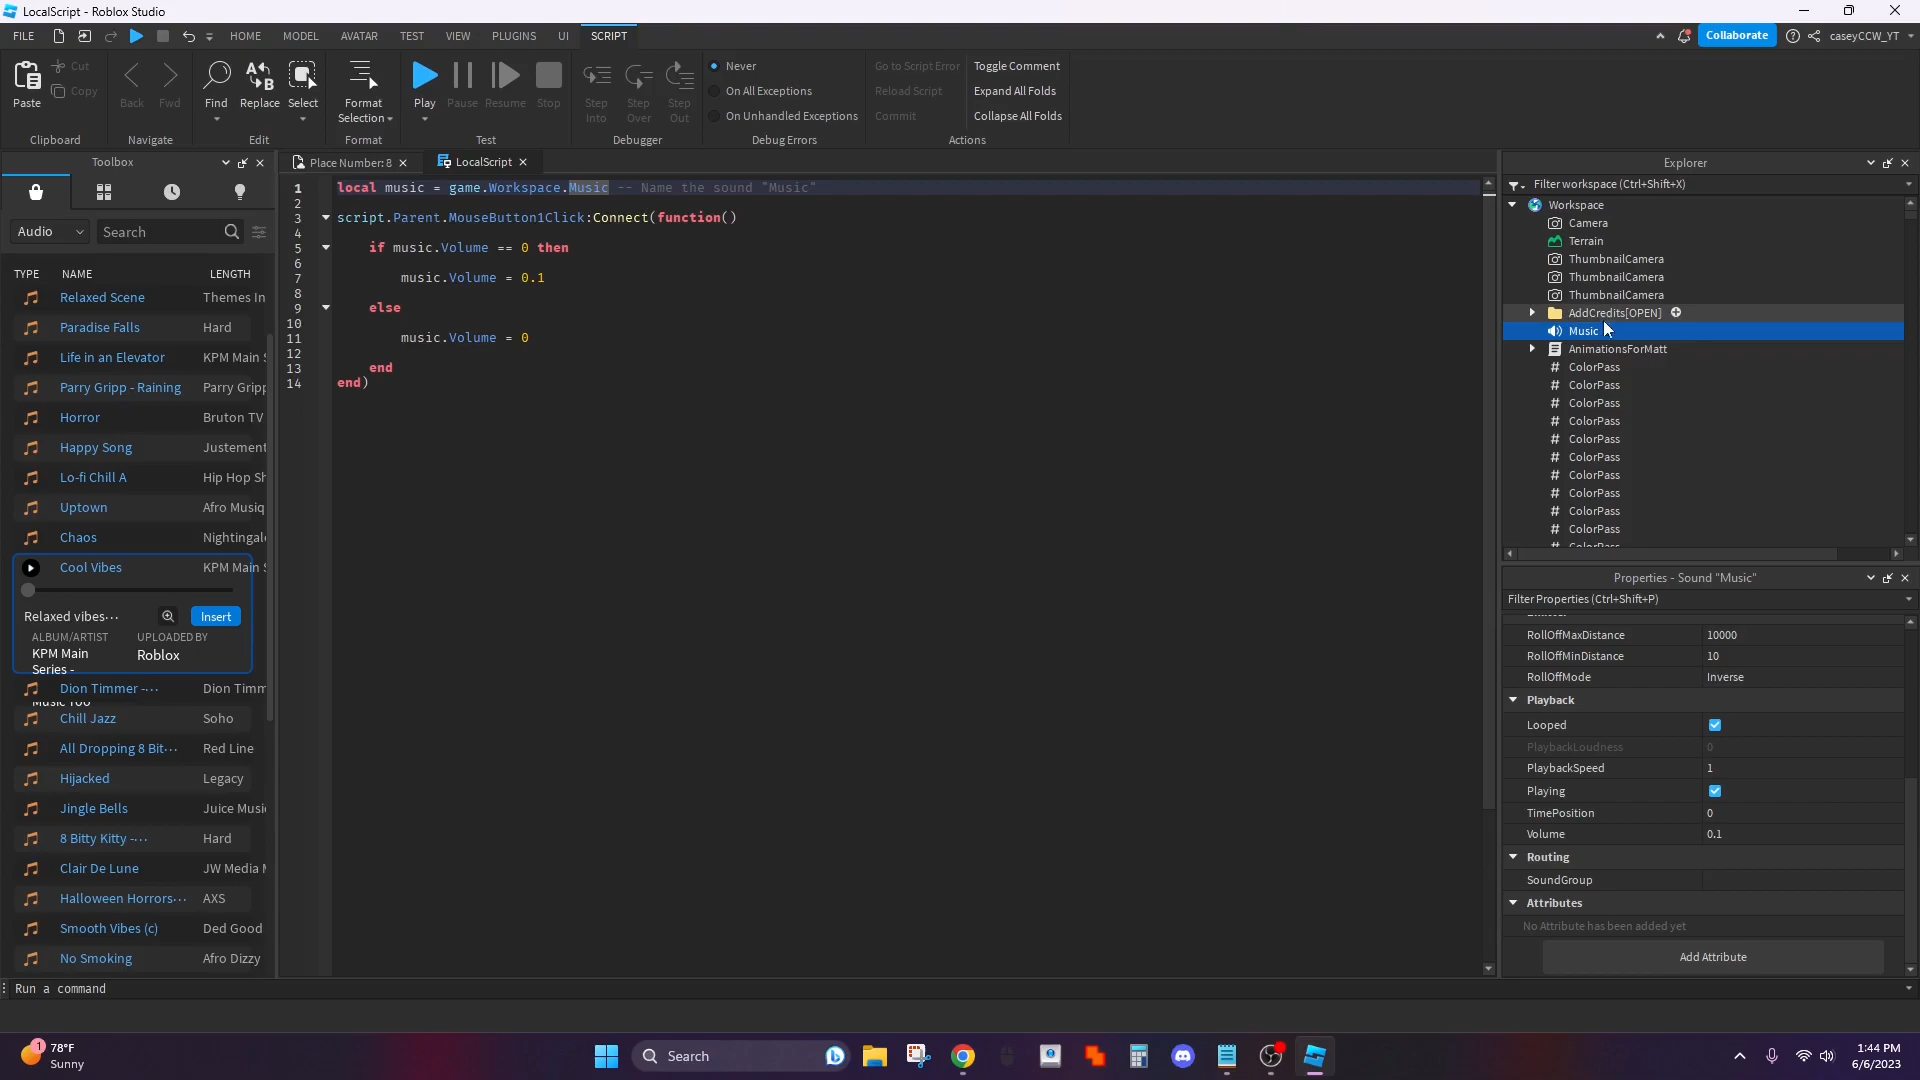 LocalScript - Roblox Studio
FILE HOME MODEL AVATAR TEST VIEW PLUGINS UI SCRIPT Collaborate caseyCCW_YT
Paste Cut Copy
Clipboard
Back Fwd
Navigate
Find Replace Select
Edit
Format Selection
Format
Play Pause Resume Stop
Test
Step Into Step Over Step Out
Debugger
Never
On All Exceptions
On Unhandled Exceptions
Debug Errors
Go to Script Error
Reload Script
Commit
Toggle Comment
Expand All Folds
Collapse All Folds
Actions
Toolbox
Audio Search
TYPE NAME LENGTH
Relaxed Scene Themes In
Paradise Falls Hard
Life in an Elevator KPM Main
Parry Gripp - Raining Parry Gripp
Horror Bruton TV
Happy Song Justement
Lo-fi Chill A Hip Hop Sh
Uptown Afro Musiq
Chaos Nightingal
Cool Vibes KPM Main S
Relaxed vibes··· Insert
ALBUM/ARTIST UPLOADED BY
KPM Main Roblox
Series -
Dion Timmer -··· Dion Timm
Chill Jazz Soho
All Dropping 8 Bit··· Red Line
Hijacked Legacy
Jingle Bells Juice Music
8 Bitty Kitty -··· Hard
Clair De Lune JW Media
Halloween Horrors··· AXS
Smooth Vibes (c) Ded Good
No Smoking Afro Dizzy
Place Number: 8 LocalScript
1 local music = game.Workspace.Music -- Name the sound "Music"
2
3 script.Parent.MouseButton1Click:Connect(function()
4
5 if music.Volume == 0 then
6
7 music.Volume = 0.1
8
9 else
10
11 music.Volume = 0
12
13 end
14 end)
Explorer
Filter workspace (Ctrl+Shift+X)
Workspace
Camera
Terrain
ThumbnailCamera
ThumbnailCamera
ThumbnailCamera
AddCredits[OPEN]
Music
AnimationsForMatt
# ColorPass
# ColorPass
# ColorPass
# ColorPass
# ColorPass
# ColorPass
# ColorPass
# ColorPass
# ColorPass
# ColorPass
# ColorPass
Properties - Sound "Music"
Filter Properties (Ctrl+Shift+P)
RollOffMaxDistance 10000
RollOffMinDistance 10
RollOffMode Inverse
Playback
Looped
PlaybackLoudness 0
PlaybackSpeed 1
Playing
TimePosition 0
Volume 0.1
Routing
SoundGroup
Attributes
No Attribute has been added yet
Add Attribute
Run a command
1 78°F
Sunny
Search
1:44 PM
6/6/2023